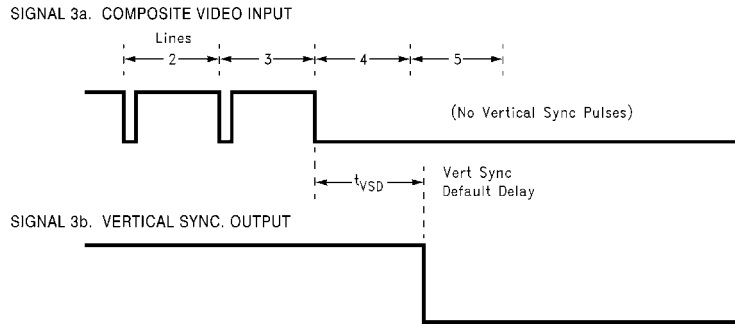 SIGNAL 3a. COMPOSITE VIDEO INPUT
Lines
2 3 4 5
(No Vertical Sync Pulses)
tVSD
Vert Sync
Default Delay
SIGNAL 3b. VERTICAL SYNC. OUTPUT